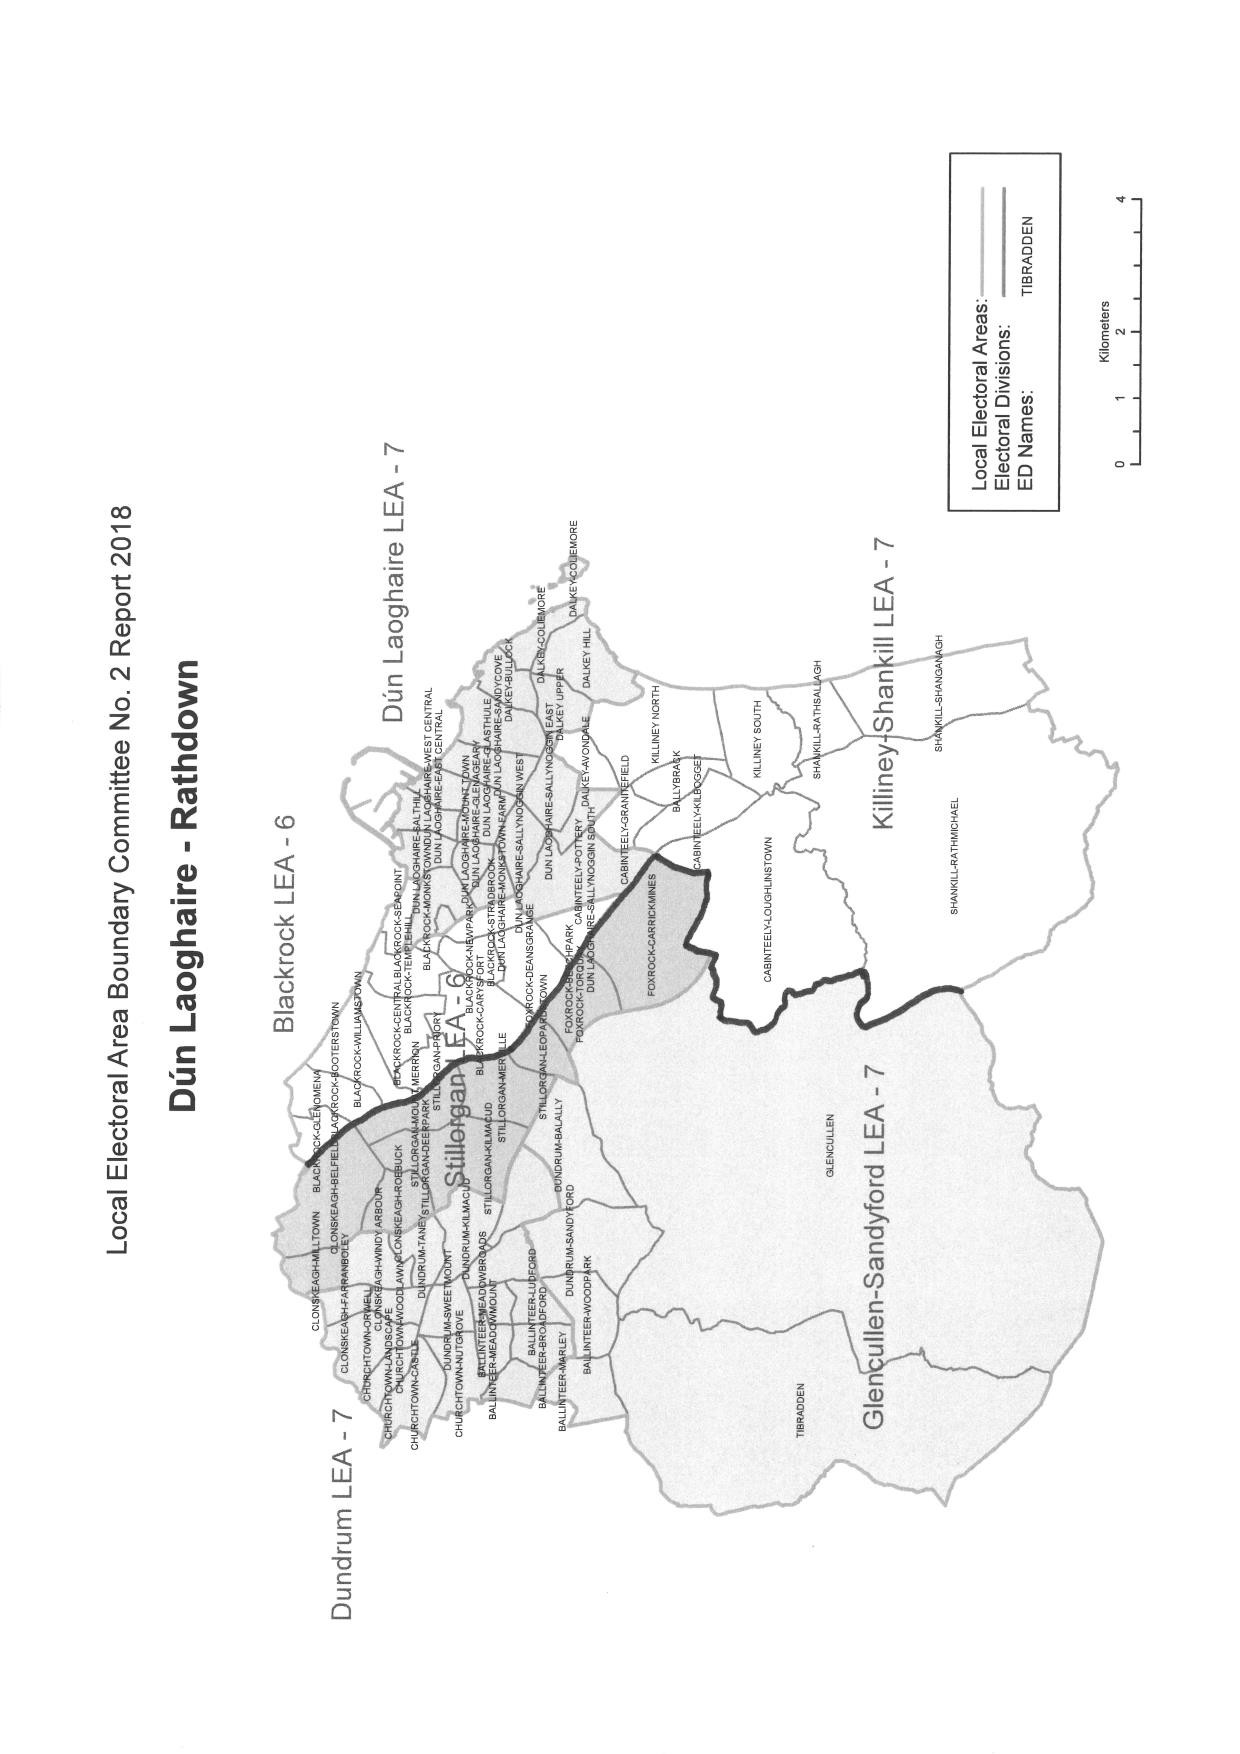 Local Electoral Area Boundary Committee No. 2 Report 2018
Dún Laoghaire - Rathdown
Blackrock LEA - 6
Dundrum LEA - 7
Dún Laoghaire LEA - 7
Stillorgan LEA - 6
Killiney-Shankill LEA - 7
Glencullen-Sandyford LEA - 7
CLONSKEAGH-MILLTOWN
BLACKROCK-GLENOMENA
CLONSKEAGH-BELFIELD
BLACKROCK-BOOTERSTOWN
CLONSKEAGH-FARRANBOLEY
BLACKROCK-WILLIAMSTOWN
CHURCHTOWN-ORWELL
CLONSKEAGH-WINDY ARBOUR
CHURCHTOWN-LANDSCAPE
CHURCHTOWN-WOODLAWN
CLONSKEAGH-ROEBUCK
BLACKROCK-CENTRAL
BLACKROCK-SEAPOINT
BLACKROCK-TEMPLEHILL
CHURCHTOWN-CASTLE
STILLORGAN-MOUNT MERRION
DUN LAOGHAIRE-SALTHILL
DUNDRUM-TANEY
STILLORGAN-DEERPARK
BLACKROCK-MONKSTOWN
DUN LAOGHAIRE-WEST CENTRAL
STILLORGAN-PRIORY
DUN LAOGHAIRE-EAST CENTRAL
DUNDRUM-SWEETMOUNT
CHURCHTOWN-NUTGROVE
DUNDRUM-KILMACUD
BLACKROCK-NEWPARK
DUN LAOGHAIRE-MOUNT TOWN
DUN LAOGHAIRE-GLENAGEARY
BALLINTEER-MEADOWBROADS
BLACKROCK-CARYSFORT
BALLINTEER-MEADOWMOUNT
STILLORGAN-KILMACUD
BLACKROCK-STRADBROOK
DUN LAOGHAIRE-GLASTHULE
STILLORGAN-MERVILLE
DUN LAOGHAIRE-MONKSTOWN FARM
DUN LAOGHAIRE-SANDYCOVE
DALKEY-BULLOCK
DUN LAOGHAIRE-SALLYNOGGIN WEST
FOXROCK-DEANSGRANGE
BALLINTEER-LUDFORD
BALLINTEER-BROADFORD
STILLORGAN-LEOPARDSTOWN
DUN LAOGHAIRE-SALLYNOGGIN EAST
DALKEY-COLIEMORE
BALLINTEER-MARLEY
DUNDRUM-BALALLY
DALKEY UPPER
DUNDRUM-SANDYFORD
FOXROCK-BEECHPARK
DALKEY-COLIEMORE
FOXROCK-TORQUAY
CABINTEELY-POTTERY
DALKEY-AVONDALE
DALKEY HILL
BALLINTEER-WOODPARK
DUN LAOGHAIRE-SALLYNOGGIN SOUTH
CABINTEELY-GRANITEFIELD
FOXROCK-CARRICKMINES
KILLINEY NORTH
BALLYBRACK
CABINTEELY-KILBOGGET
KILLINEY SOUTH
CABINTEELY-LOUGHLINSTOWN
TIBRADDEN
SHANKILL-RATHSALLAGH
GLENCULLEN
SHANKILL-SHANGANAGH
SHANKILL-RATHMICHAEL
Local Electoral Areas:
Electoral Divisions:
ED Names: TIBRADDEN
Kilometers
0 1 2 4